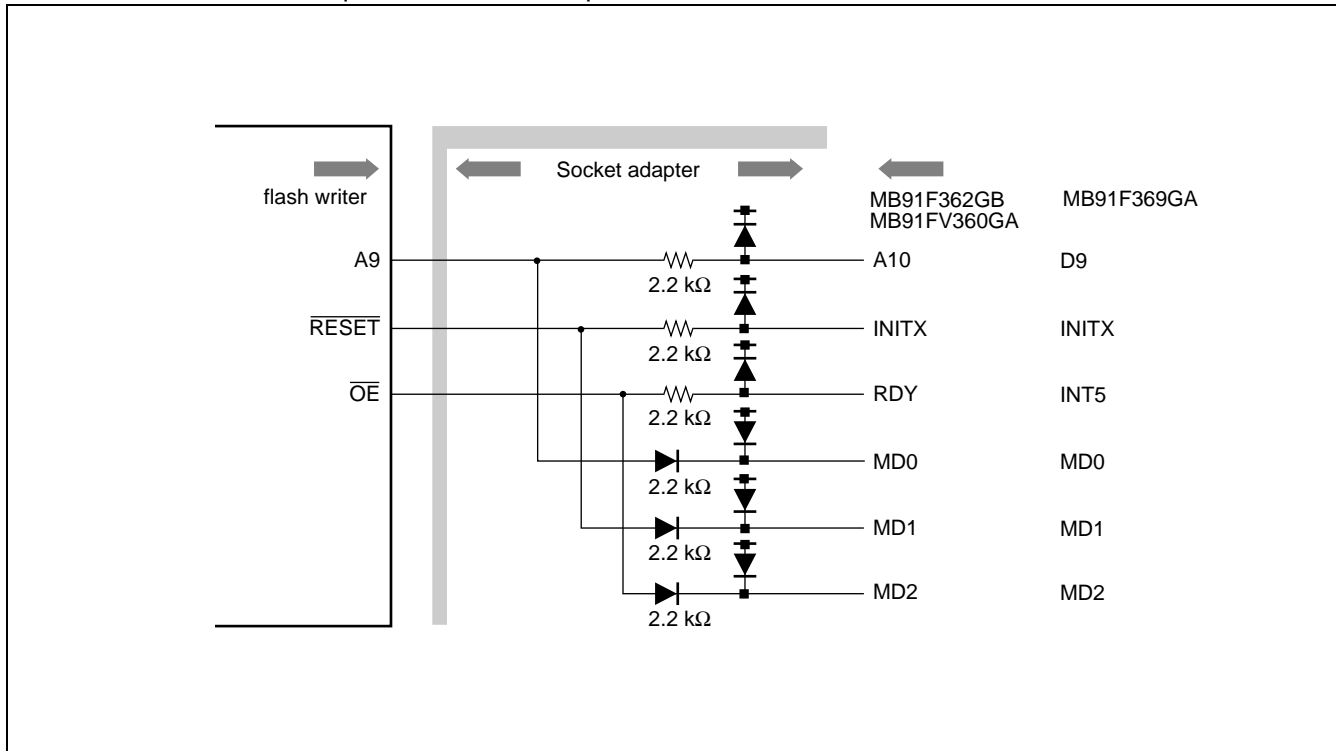 flash writer
Socket adapter
MB91F362GB
MB91FV360GA
MB91F369GA
A9
2.2 kΩ
A10
D9
RESET
2.2 kΩ
INITX
INITX
OE
2.2 kΩ
RDY
INT5
2.2 kΩ
MD0
MD0
2.2 kΩ
MD1
MD1
2.2 kΩ
MD2
MD2